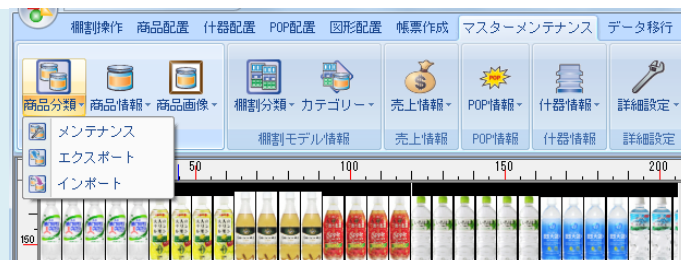 棚割操作 商品配置 什器配置 POP配置 図形配置 帳票作成 マスターメンテナンス データ移行
商品分類 商品情報 商品画像 棚割分類 カテゴリー 売上情報 POP情報 什器情報 詳細設定
棚割モデル情報 売上情報 POP情報 什器情報 詳細設定
メンテナンス
エクスポート
インポート
50 100 150 200
150